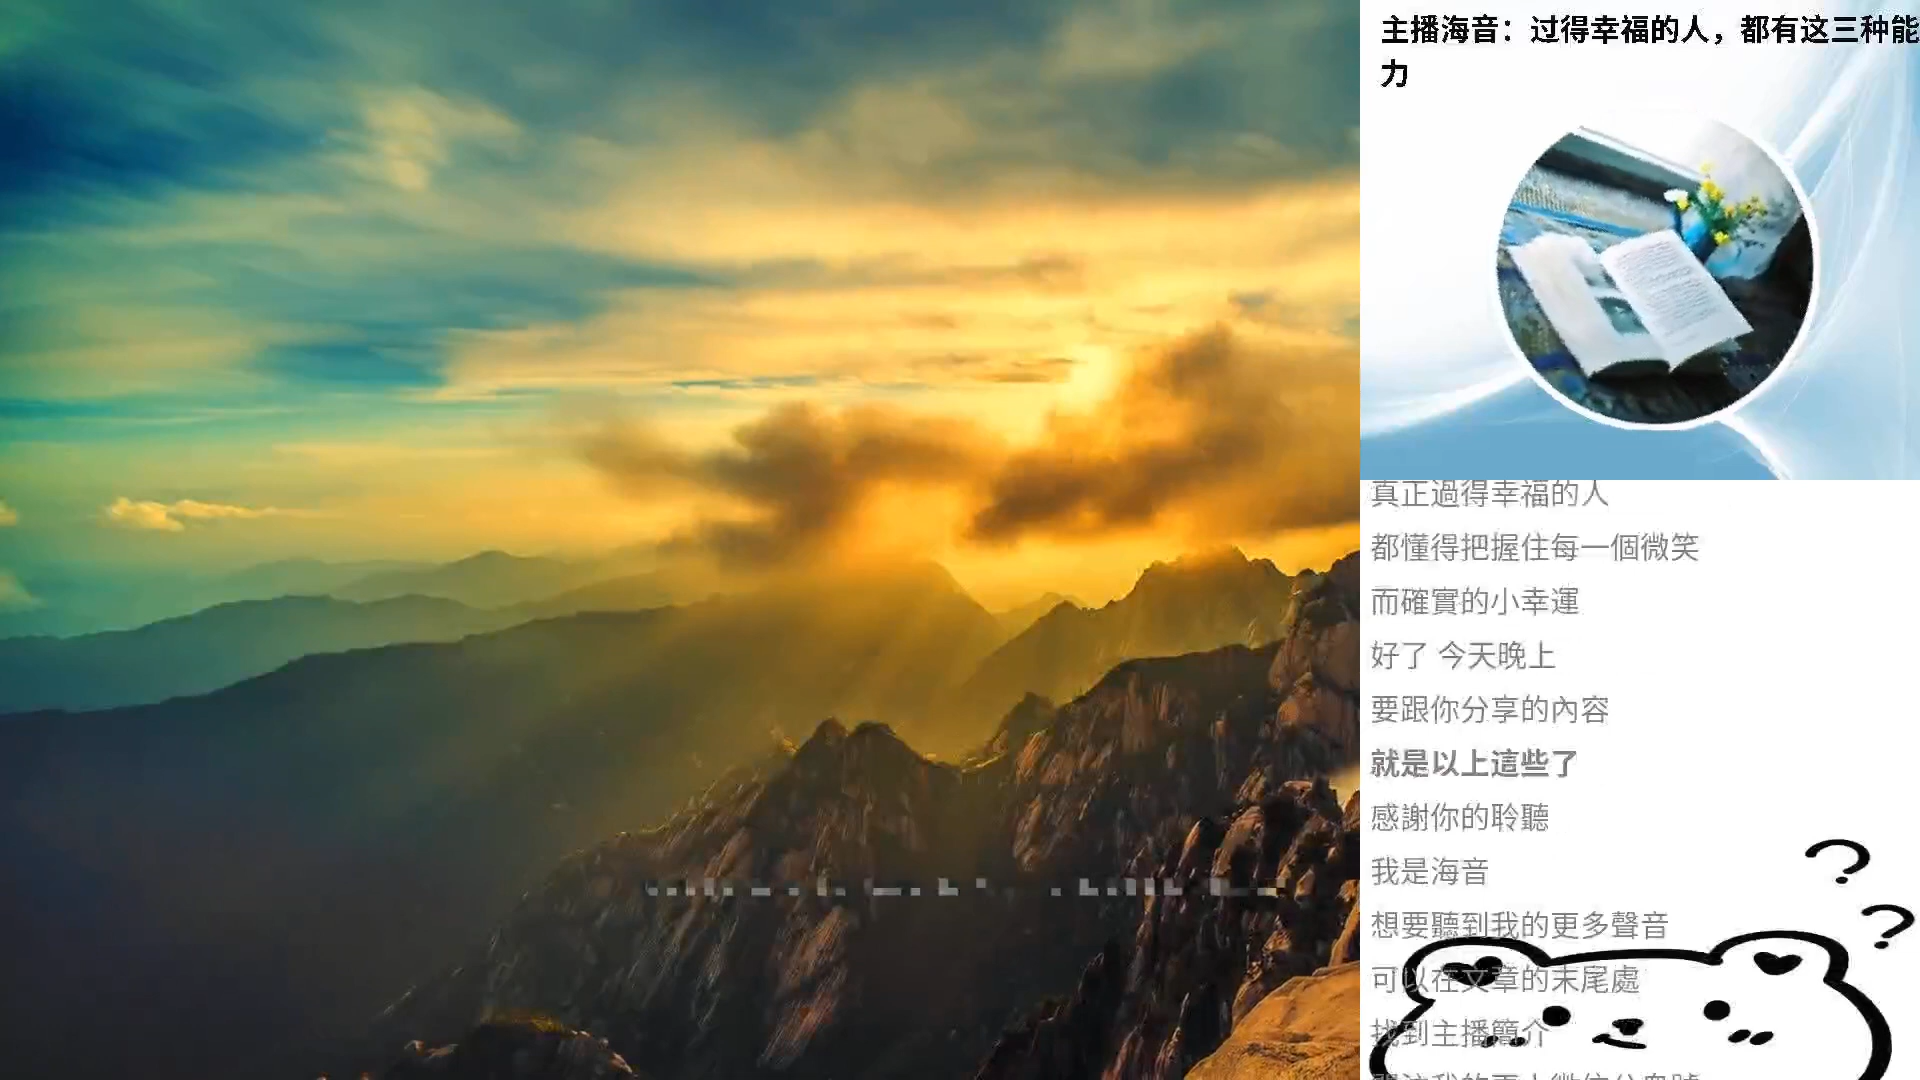 主播海音：过得幸福的人，都有这三种能
力
真正過得幸福的人
都懂得把握住每一個微笑
而確實的小幸運
好了 今天晚上
要跟你分享的內容
就是以上這些了
感謝你的聆聽
我是海音
想要聽到我的更多聲音
可以在文章的末尾處
找到主播簡介